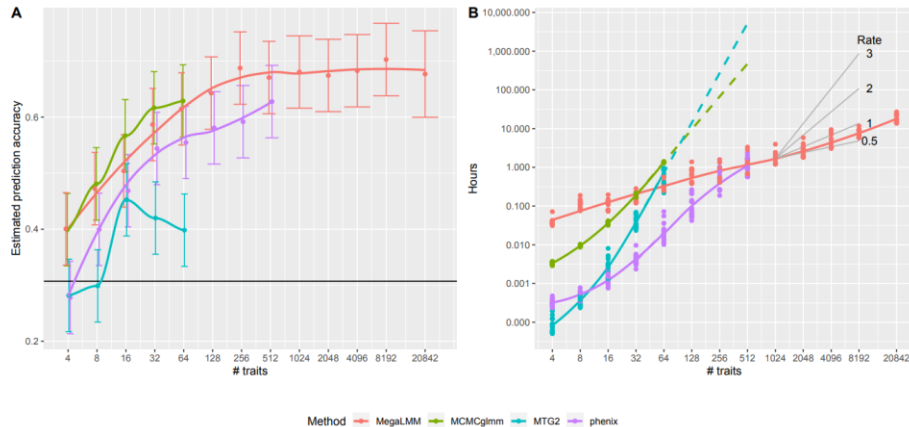 A
Estimated prediction accuracy
0.6
0.4
0.2
4 8 16 32 64 128 256 512 1024 2048 4096 8192 20842
# traits
B
Hours
10,000.000
1,000.000
100.000
10.000
1.000
0.100
0.010
0.001
0.000
Rate
3
2
1
0.5
4 8 16 32 64 128 256 512 1024 2048 4096 8192 20842
# traits
Method MegaLMM MCMCglmm MTG2 phenix